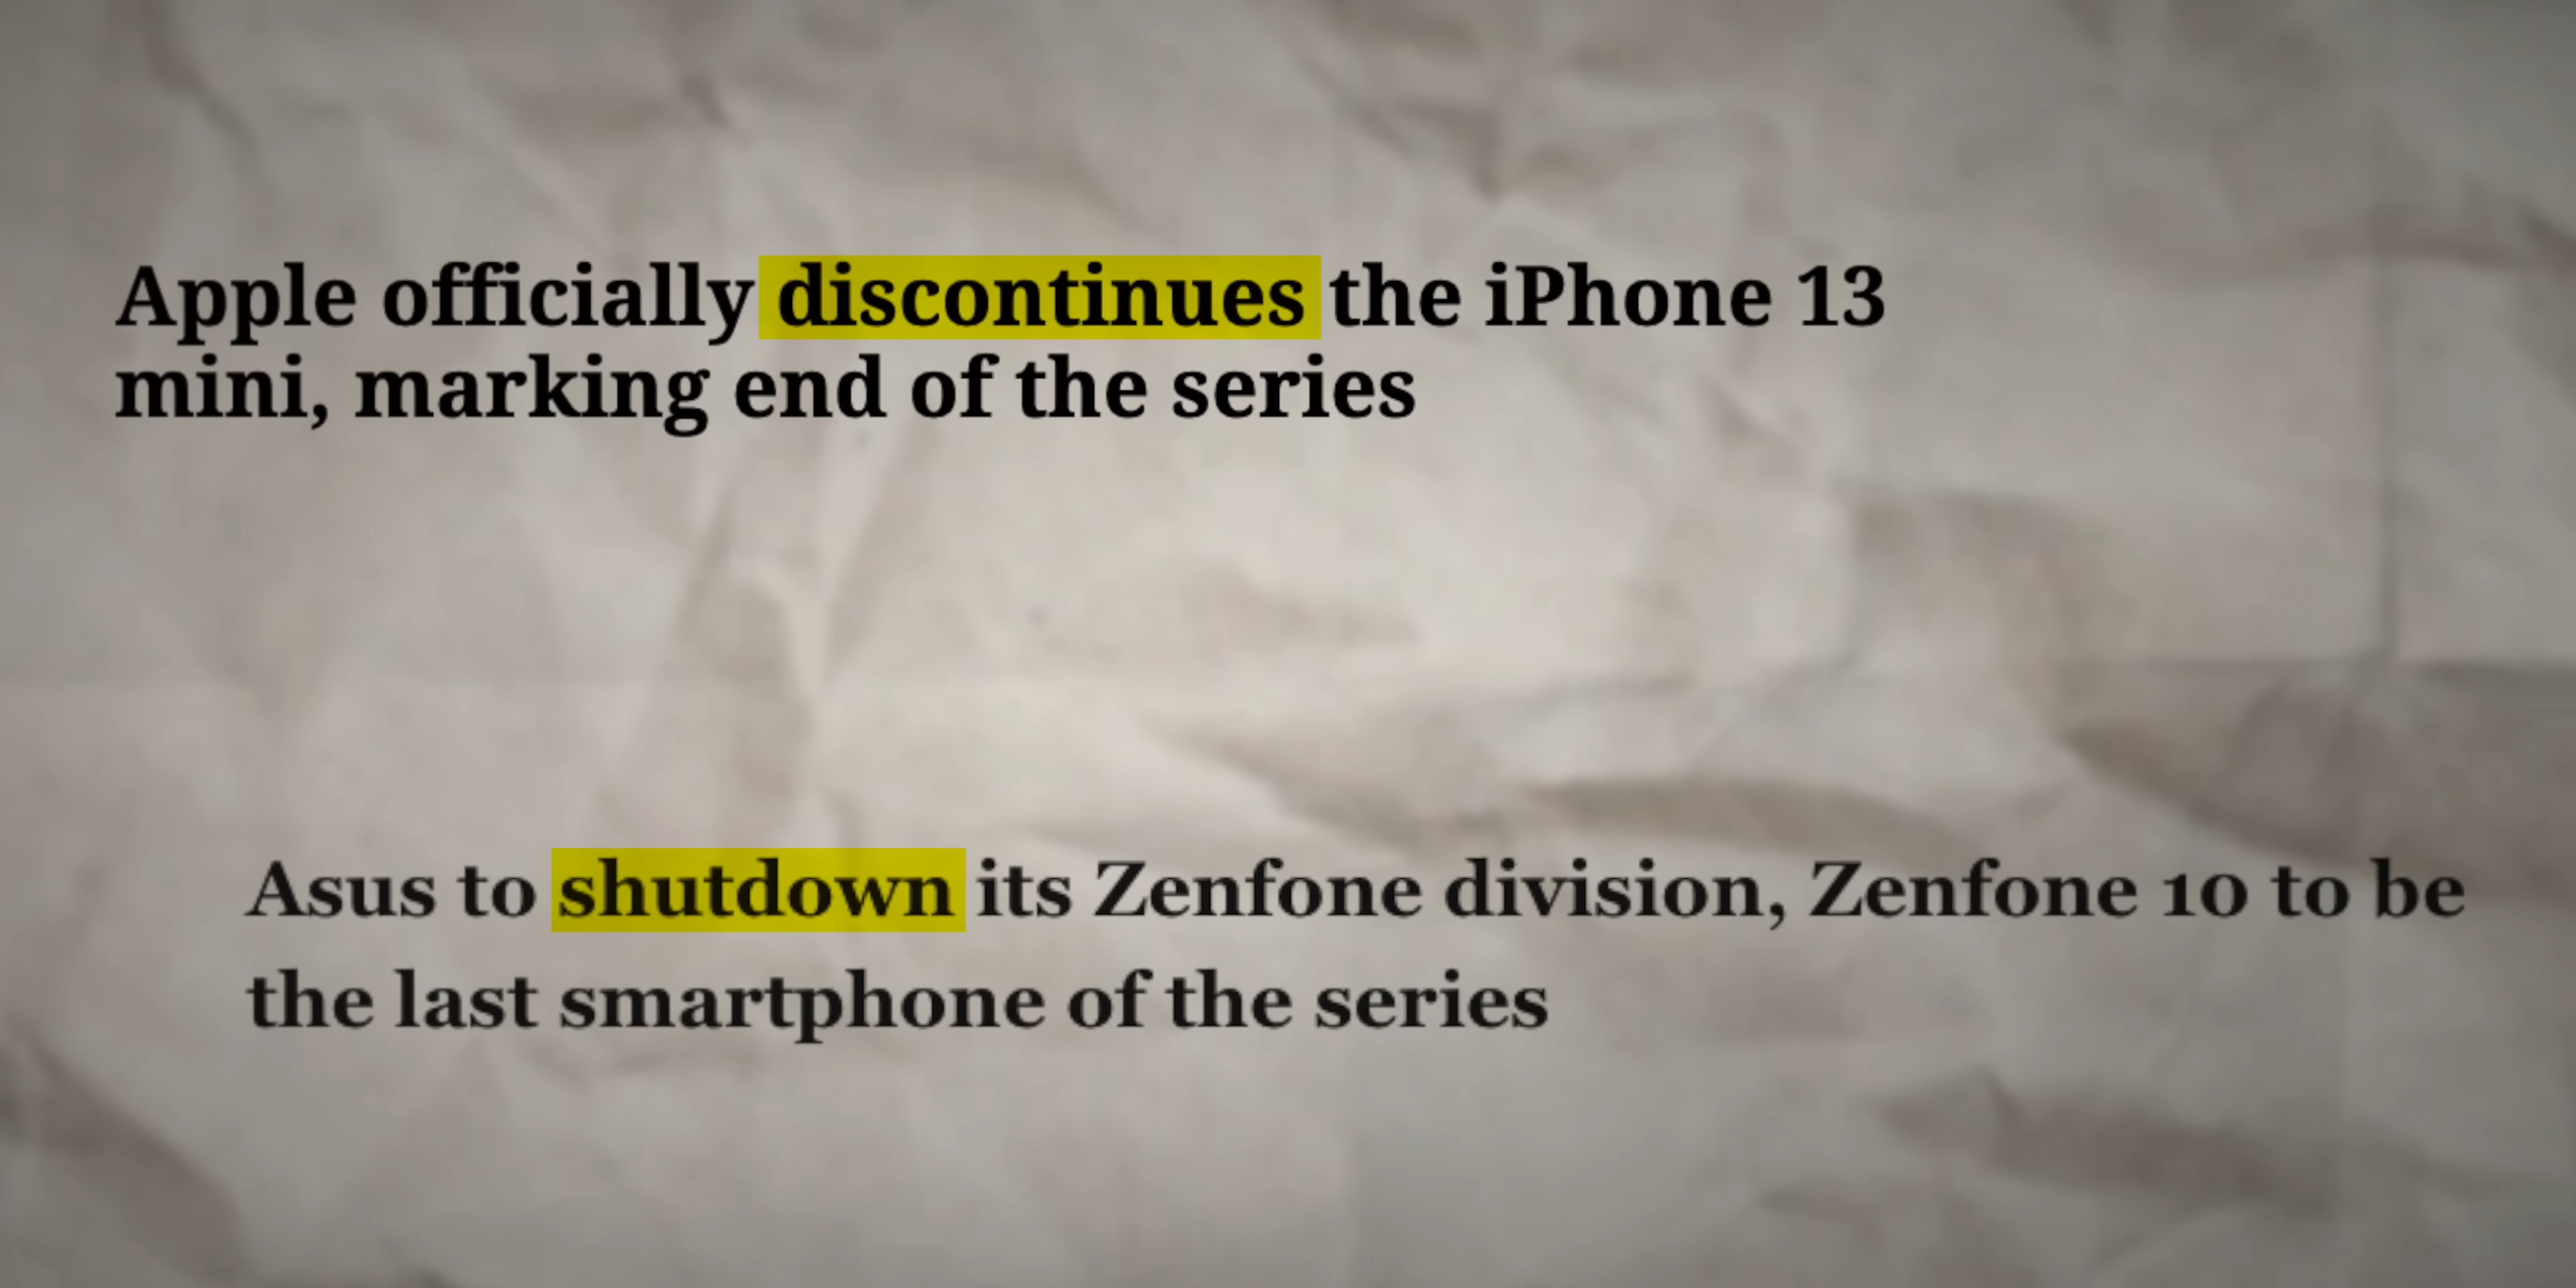 Apple officially discontinues the iPhone 13
mini, marking end of the series
Asus to shutdown its Zenfone division, Zenfone 10 to be
the last smartphone of the series